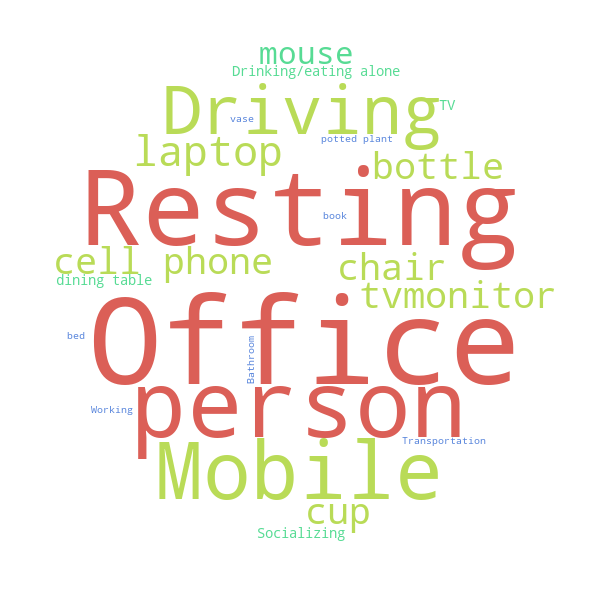 mouse
Drinking/eating alone
Driving
TV
vase
potted plant
laptop
bottle
Resting
book
cell phone
chair
dining table
tvmonitor
Office
bed
Bathroom
person
Working
Transportation
Mobile
cup
Socializing